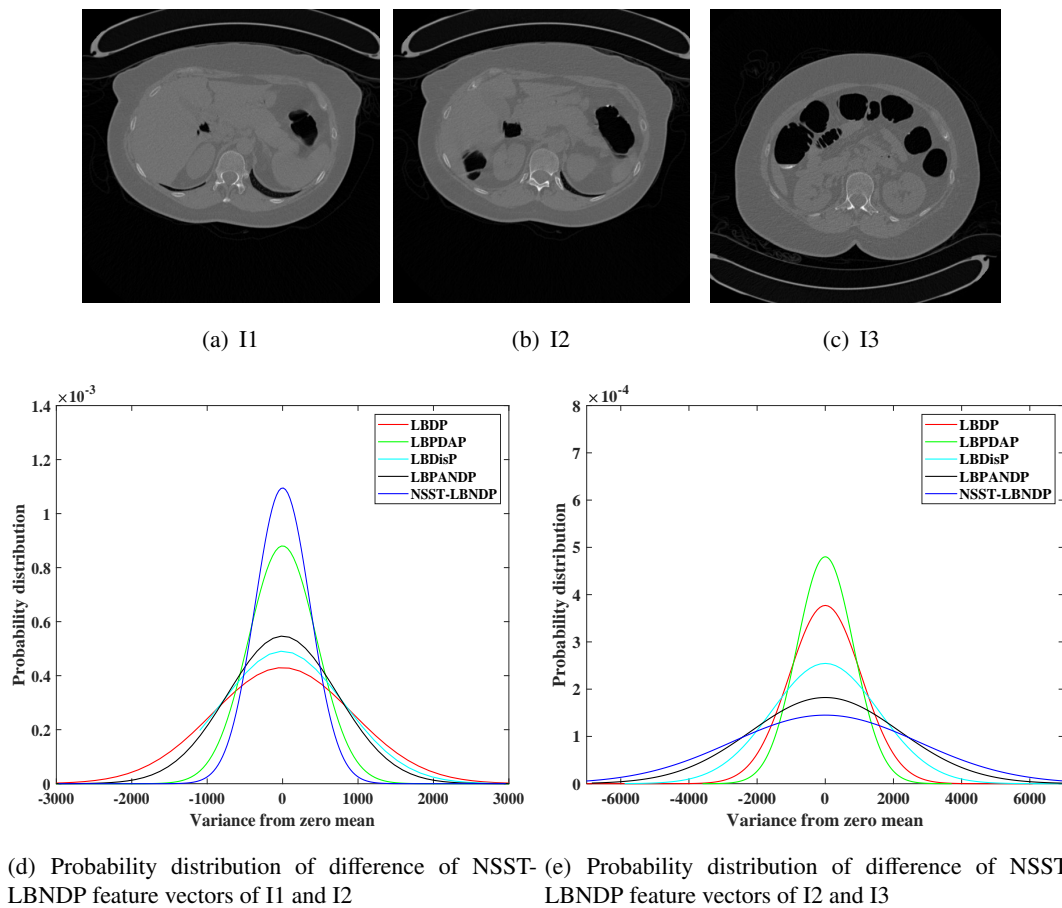 (a) I1
(b) I2
(c) I3
×10-3
1.4
1.2
1
0.8
0.6
0.4
0.2
0
-3000 -2000 -1000 0 1000 2000 3000
Probability distribution
Variance from zero mean
LBDP
LBPDAP
LBDisP
LBPANDP
NSST-LBNDP
×10-4
8
7
6
5
4
3
2
1
0
-6000 -4000 -2000 0 2000 4000 6000
Probability distribution
Variance from zero mean
LBDP
LBPDAP
LBDisP
LBPANDP
NSST-LBNDP
(d) Probability distribution of difference of NSST-
LBNDP feature vectors of I1 and I2
(e) Probability distribution of difference of NSST
LBNDP feature vectors of I2 and I3